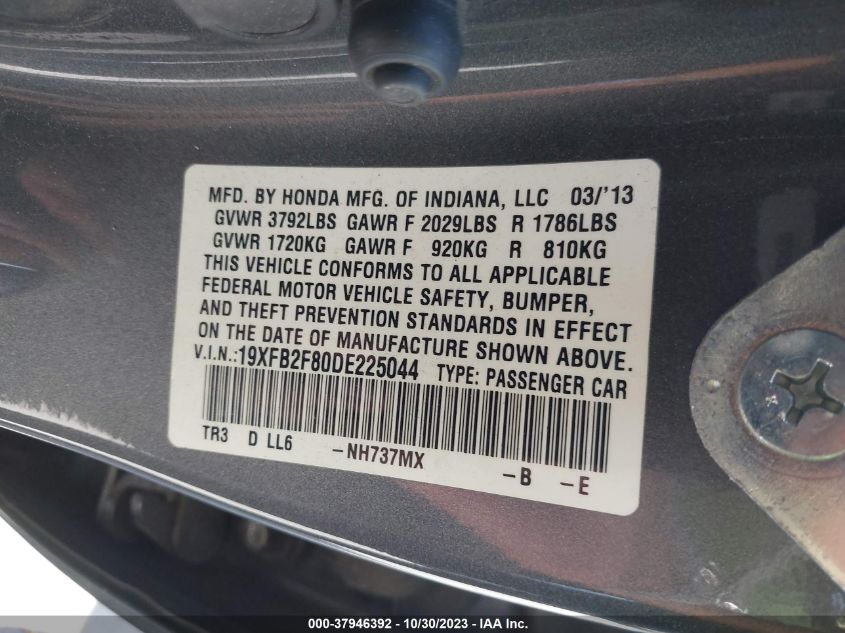 MFD. BY HONDA MFG. OF INDIANA, LLC 03/'13
GVWR 3792LBS GAWR F 2029LBS R 1786LBS
GVWR 1720KG GAWR F 920KG R 810KG
THIS VEHICLE CONFORMS TO ALL APPLICABLE
FEDERAL MOTOR VEHICLE SAFETY, BUMPER,
AND THEFT PREVENTION STANDARDS IN EFFECT
ON THE DATE OF MANUFACTURE SHOWN ABOVE.
V.I.N.:19XFB2F80DE225044 TYPE: PASSENGER CAR
TR3 D LL6 -NH737MX -B -E
000-37946392 - 10/30/2023 - IAA Inc.